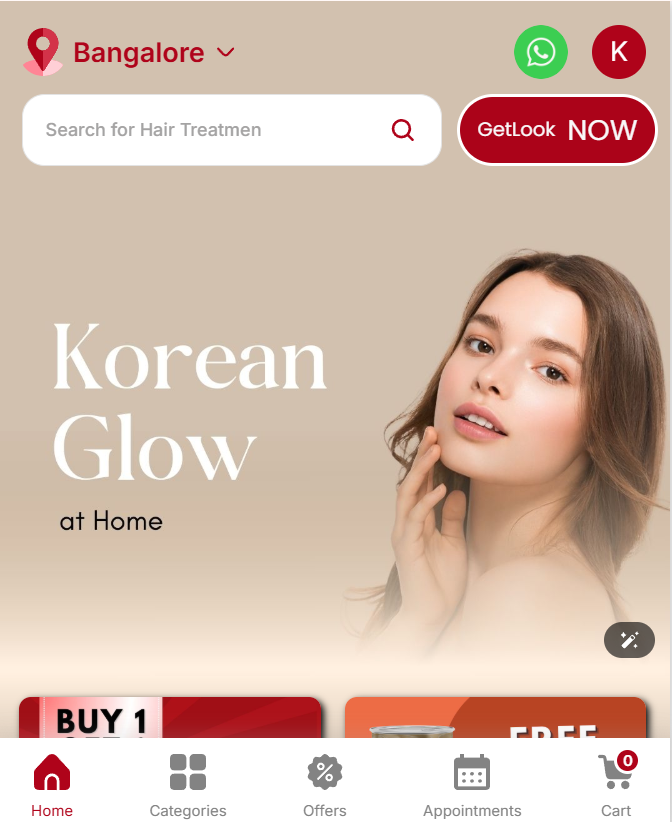 Bangalore
K
Search for Hair Treatmen
GetLook NOW
Korean
Glow
at Home
BUY 1
FREE
Home
Categories
Offers
Appointments
0
Cart